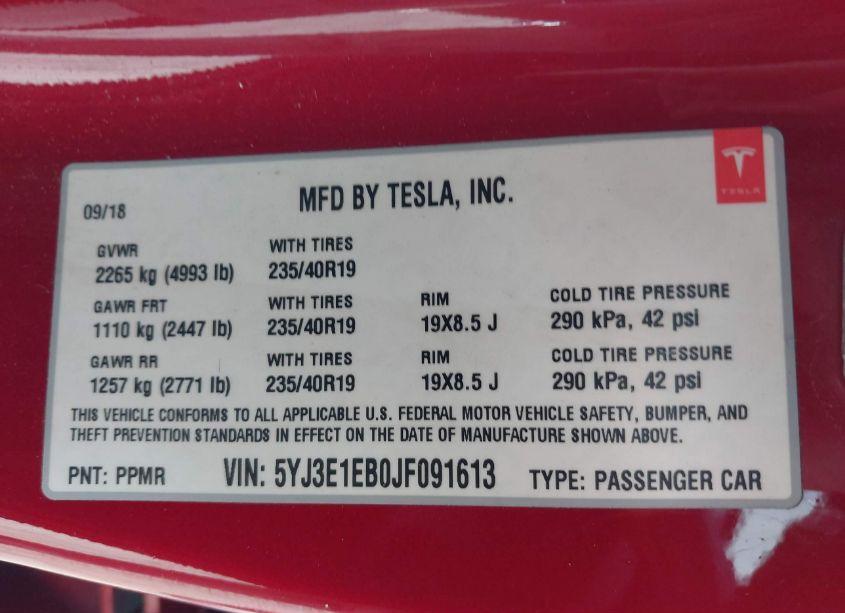 TESLA
09/18 MFD BY TESLA, INC.
GVWR WITH TIRES
2265 kg (4993 lb) 235/40R19
GAWR FRT WITH TIRES RIM COLD TIRE PRESSURE
1110 kg (2447 lb) 235/40R19 19X8.5 J 290 kPa, 42 psi
GAWR RR WITH TIRES RIM COLD TIRE PRESSURE
1257 kg (2771 lb) 235/40R19 19X8.5 J 290 kPa, 42 psi
THIS VEHICLE CONFORMS TO ALL APPLICABLE U.S. FEDERAL MOTOR VEHICLE SAFETY, BUMPER, AND
THEFT PREVENTION STANDARDS IN EFFECT ON THE DATE OF MANUFACTURE SHOWN ABOVE.
PNT: PPMR VIN: 5YJ3E1EB0JF091613 TYPE: PASSENGER CAR